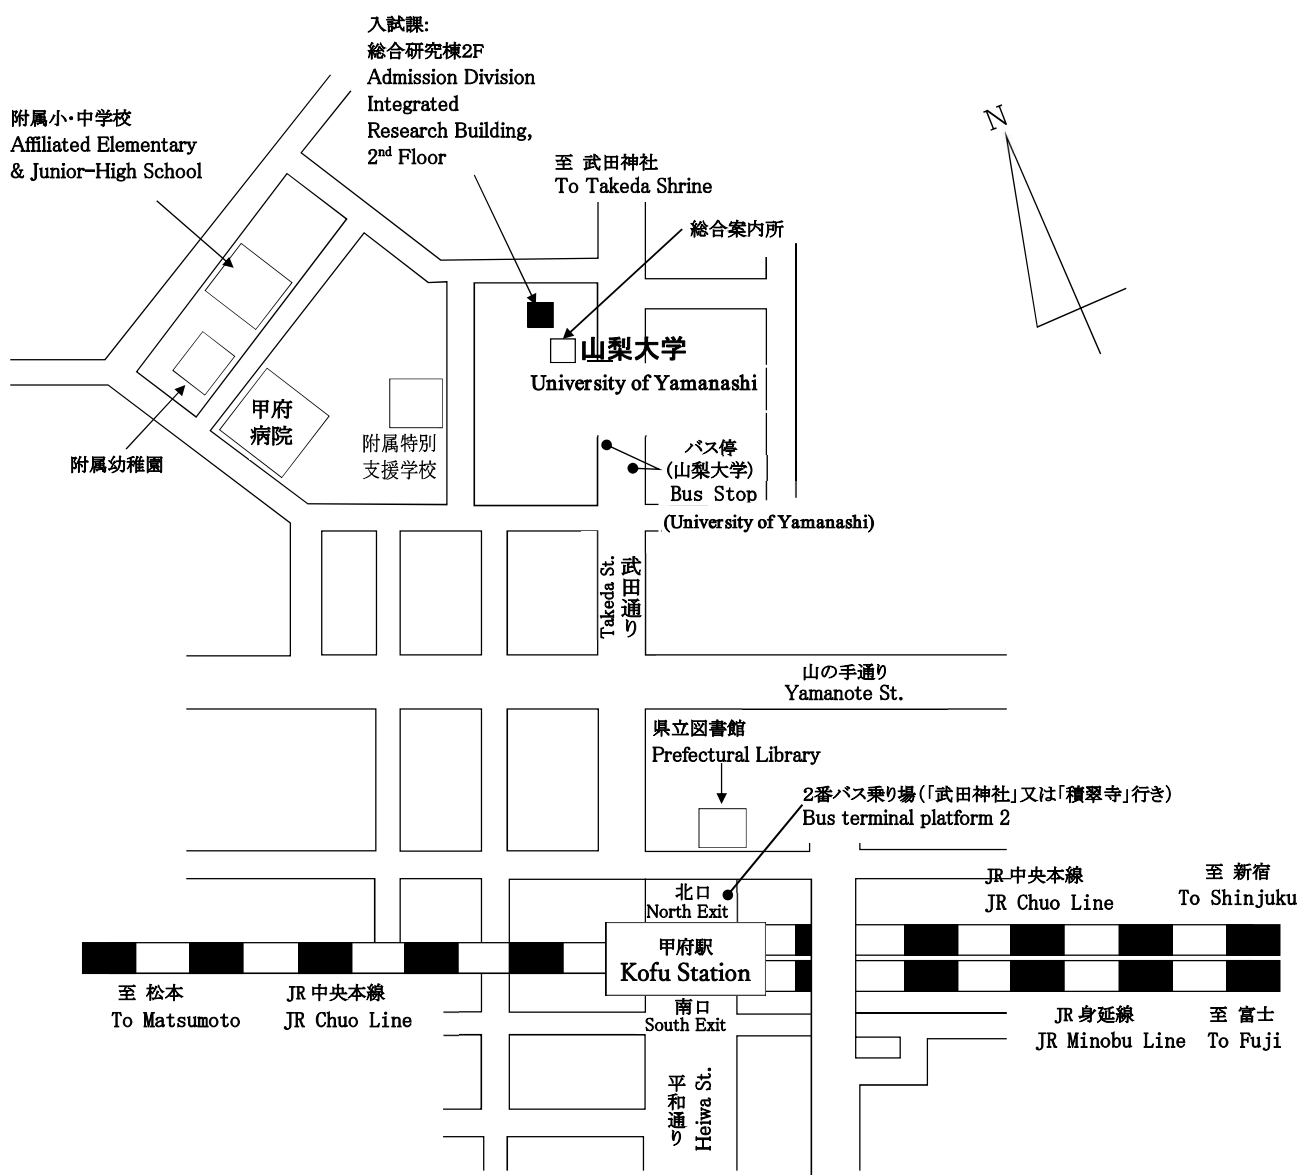 入試課:
総合研究棟2F
Admission Division
Integrated
Research Building,
2nd Floor
附属小・中学校
Affiliated Elementary
& Junior-High School
N
至 武田神社
To Takeda Shrine
総合案内所
山梨大学
University of Yamanashi
甲府
病院
附属特別
支援学校
附属幼稚園
バス停
(山梨大学)
Bus Stop
(University of Yamanashi)
Takeda St.
武田通り
山の手通り
Yamanote St.
県立図書館
Prefectural Library
2番バス乗り場(「武田神社」又は「積翠寺」行き)
Bus terminal platform 2
JR 中央本線
JR Chuo Line
至 新宿
To Shinjuku
北口
North Exit
甲府駅
Kofu Station
南口
South Exit
至 松本
To Matsumoto
JR 中央本線
JR Chuo Line
JR 身延線
JR Minobu Line
至 富士
To Fuji
平和通り
Heiwa St.